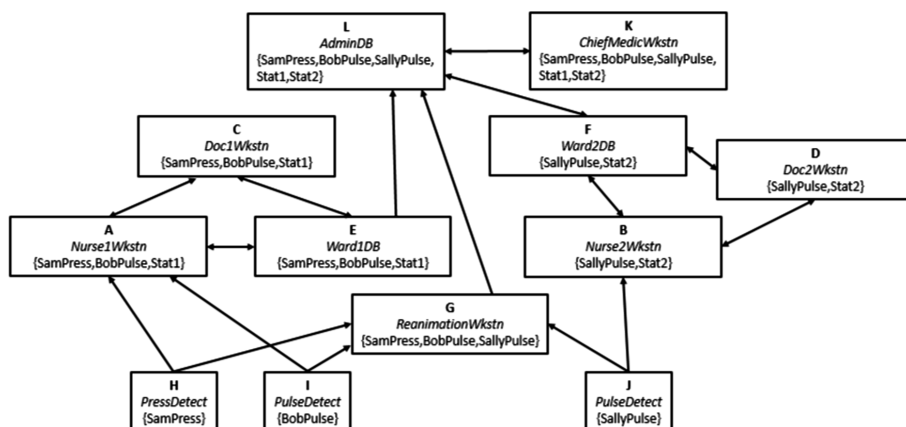 L
AdminDB
{SamPress,BobPulse,SallyPulse,
Stat1,Stat2}
K
ChiefMedicWkstn
{SamPress,BobPulse,SallyPulse,
Stat1,Stat2}
C
Doc1Wkstn
{SamPress,BobPulse,Stat1}
F
Ward2DB
{SallyPulse,Stat2}
D
Doc2Wkstn
{SallyPulse,Stat2}
A
Nurse1Wkstn
{SamPress,BobPulse,Stat1}
E
Ward1DB
{SamPress,BobPulse,Stat1}
B
Nurse2Wkstn
{SallyPulse,Stat2}
G
ReanimationWkstn
{SamPress,BobPulse,SallyPulse}
H
PressDetect
{SamPress}
I
PulseDetect
{BobPulse}
J
PulseDetect
{SallyPulse}